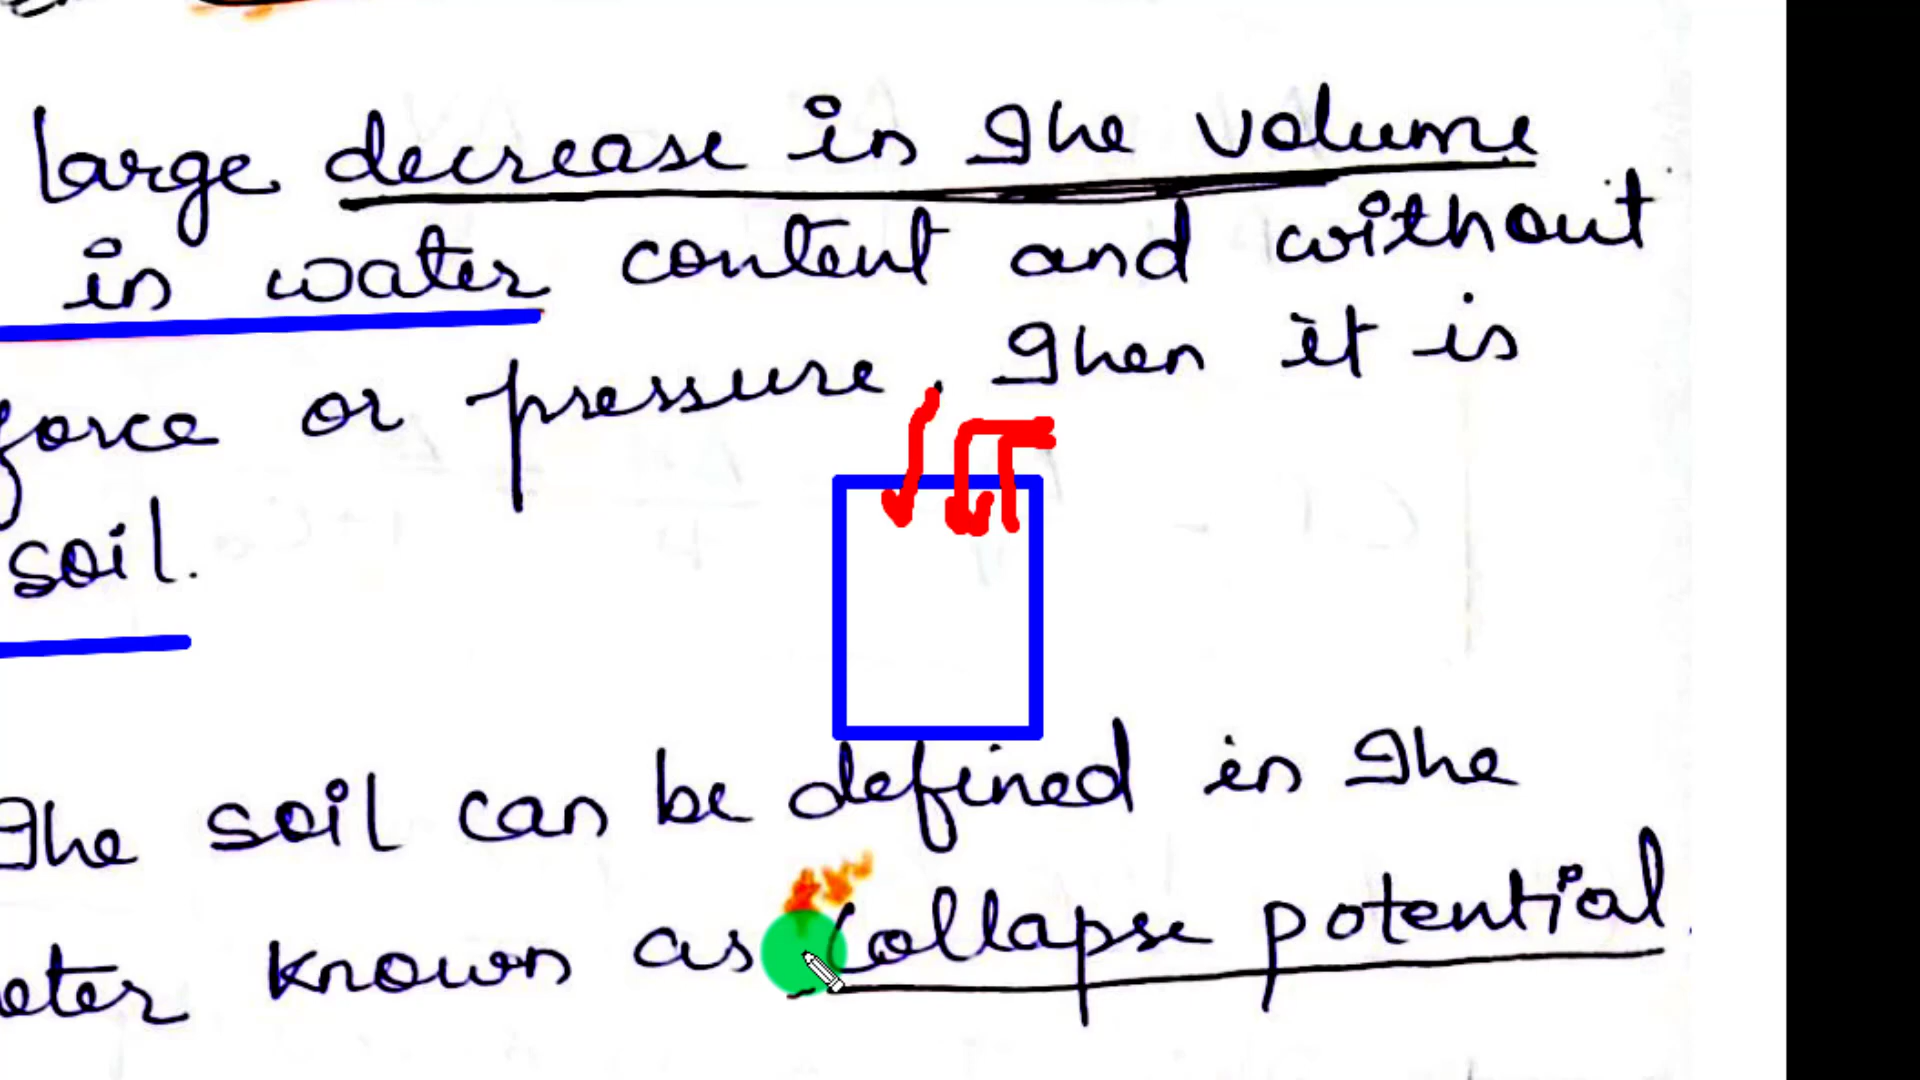 large decrease in the volume
in water content and without
force or pressure. Then it is
soil.
The soil can be defined in the
eter known as Collapse potential.